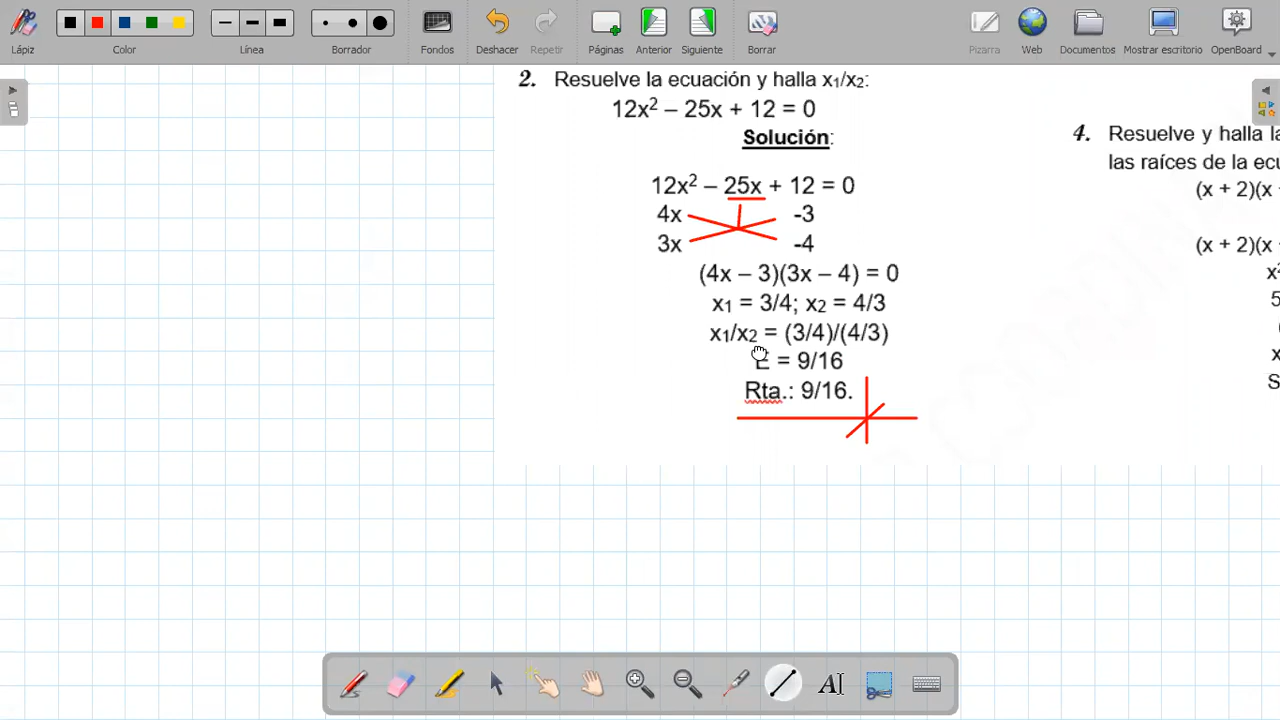 Lápiz Color Línea Borrador Fondos Deshacer Repetir Páginas Anterior Siguiente Borrar Pizarra Web Documentos Mostrar escritorio OpenBoard
2. Resuelve la ecuación y halla x₁/x₂:
12x² – 25x + 12 = 0
Solución:
12x² – 25x + 12 = 0
4x -3
3x -4
(4x – 3)(3x – 4) = 0
x₁ = 3/4; x₂ = 4/3
x₁/x₂ = (3/4)/(4/3)
E = 9/16
Rta.: 9/16.
4. Resuelve y halla la
las raíces de la ecu
(x + 2)(x
(x + 2)(x +
x²
5
(
x
S
AI